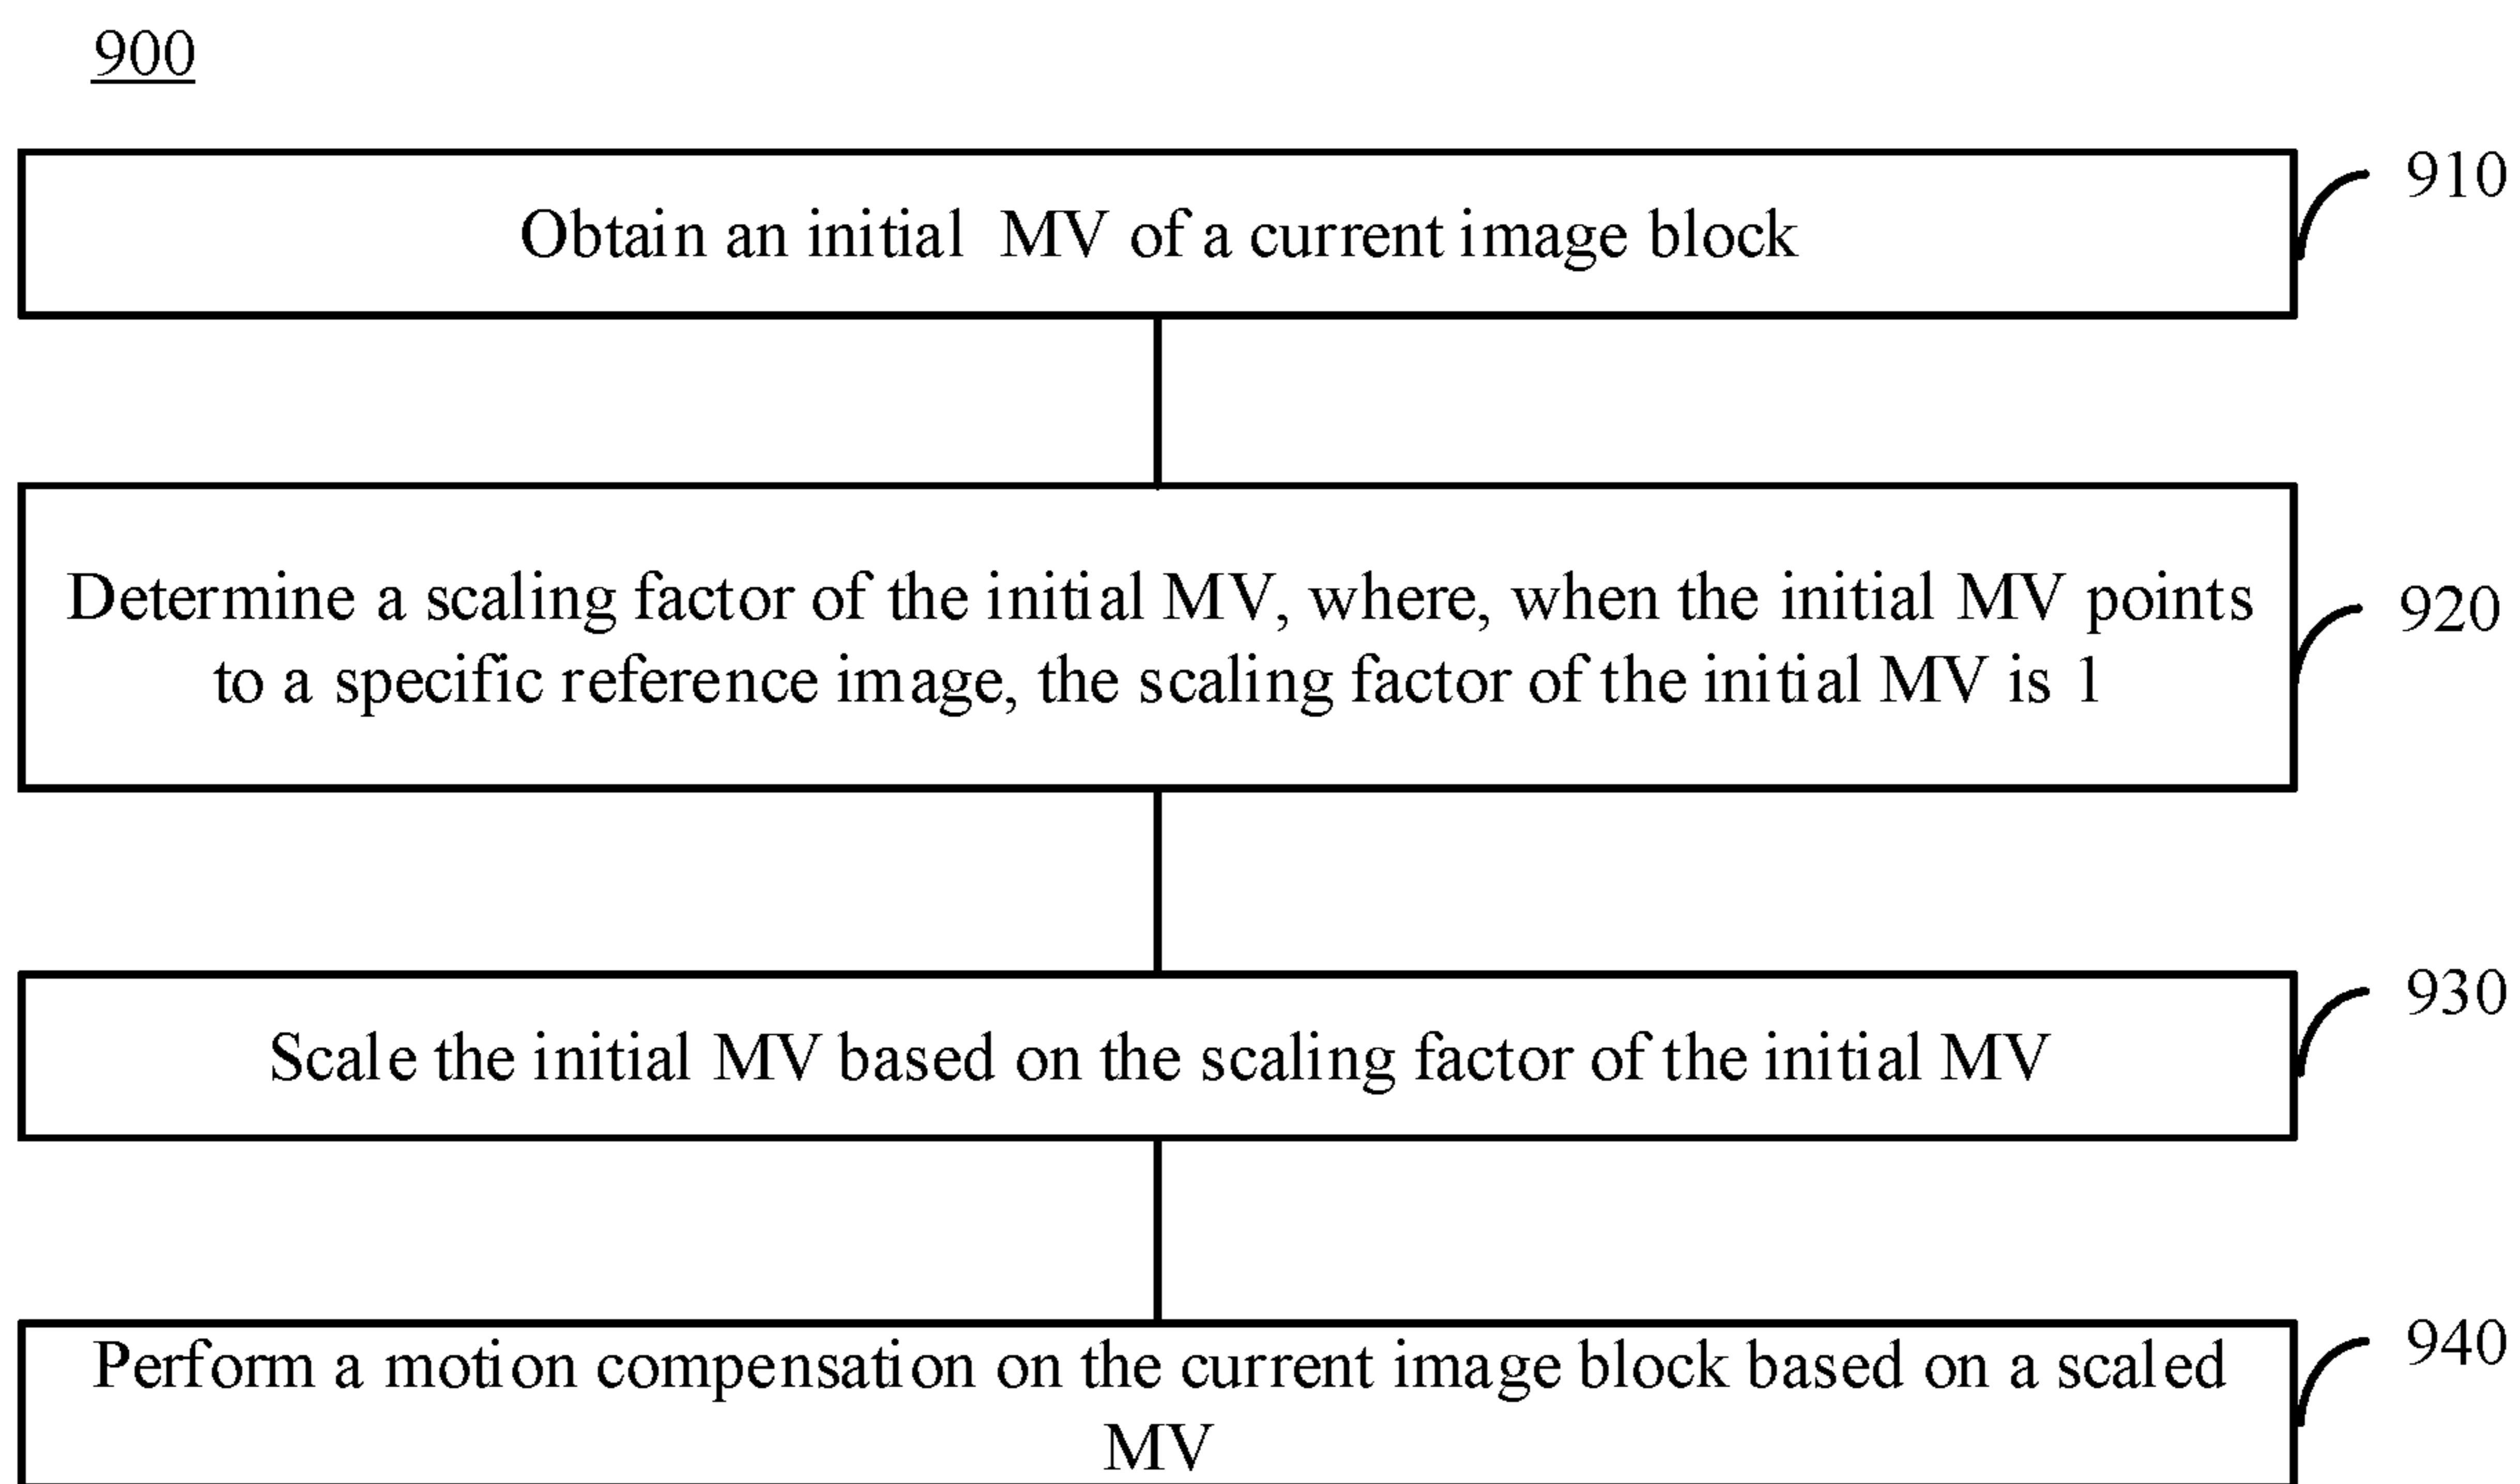 900
Obtain an initial MV of a current image block
910
Determine a scaling factor of the initial MV, where, when the initial MV points
to a specific reference image, the scaling factor of the initial MV is 1
920
Scale the initial MV based on the scaling factor of the initial MV
930
Perform a motion compensation on the current image block based on a scaled
MV
940